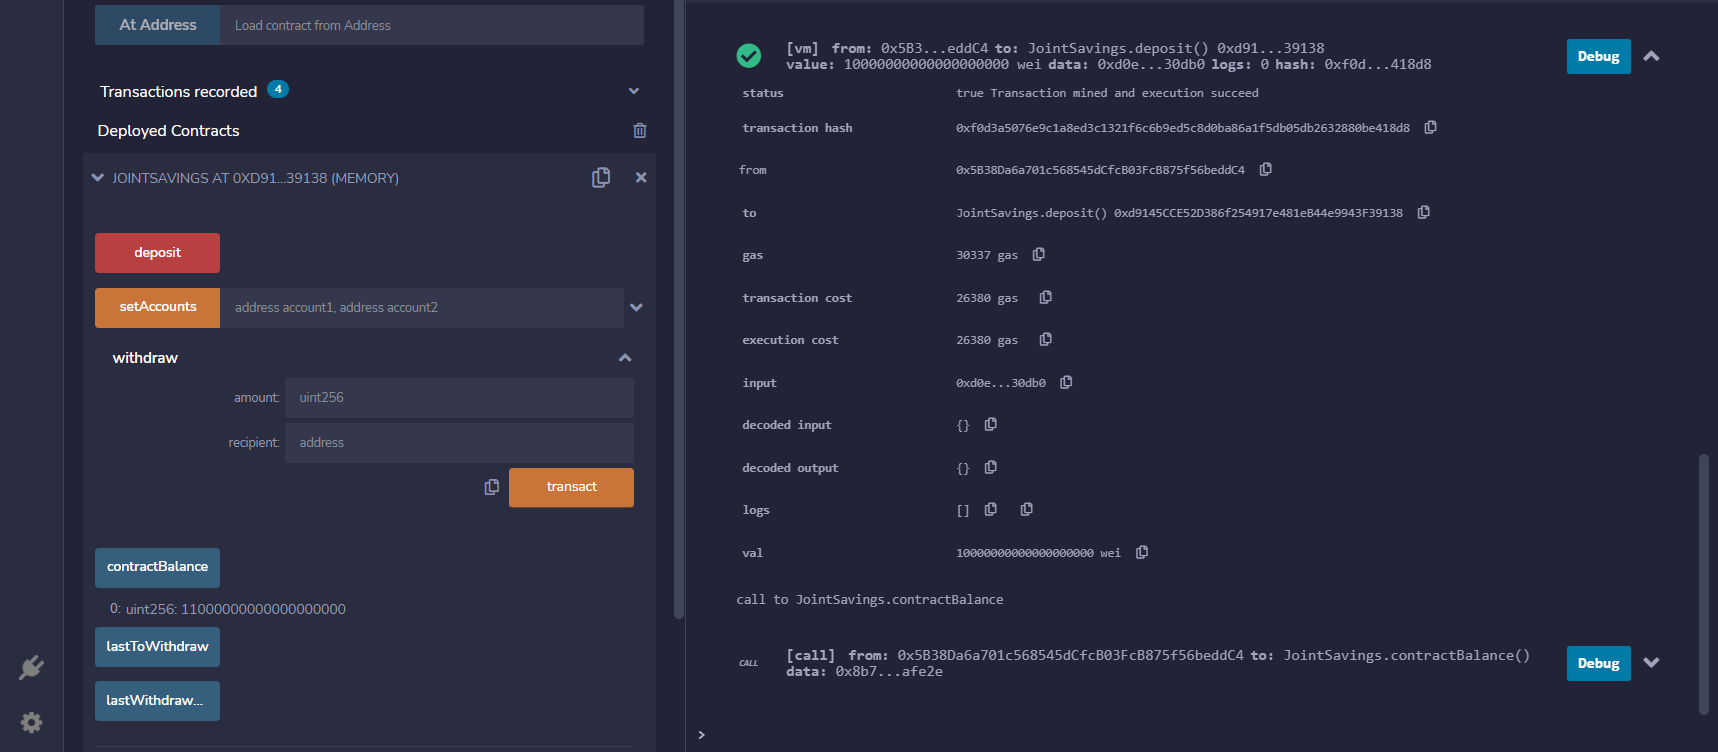 At Address
Load contract from Address
Transactions recorded 4
Deployed Contracts
JOINTSAVINGS AT 0XD91...39138 (MEMORY)
deposit
setAccounts
address account1, address account2
withdraw
amount:
uint256
recipient:
address
transact
contractBalance
0: uint256: 11000000000000000000
lastToWithdraw
lastWithdraw...
[vm] from: 0x5B3...eddC4 to: JointSavings.deposit() 0xd91...39138
value: 10000000000000000000 wei data: 0xd0e...30db0 logs: 0 hash: 0xf0d...418d8
Debug
status true Transaction mined and execution succeed
transaction hash 0xf0d3a5076e9c1a8ed3c1321f6c6b9ed5c8d0ba86a1f5db05db2632880be418d8
from 0x5B38Da6a701c568545dCfcB03FcB875f56beddC4
to JointSavings.deposit() 0xd9145CCE52D386f254917e481eB44e9943F39138
gas 30337 gas
transaction cost 26380 gas
execution cost 26380 gas
input 0xd0e...30db0
decoded input {}
decoded output {}
logs []
val 10000000000000000000 wei
call to JointSavings.contractBalance
CALL
[call] from: 0x5B38Da6a701c568545dCfcB03FcB875f56beddC4 to: JointSavings.contractBalance()
data: 0x8b7...afe2e
Debug
>